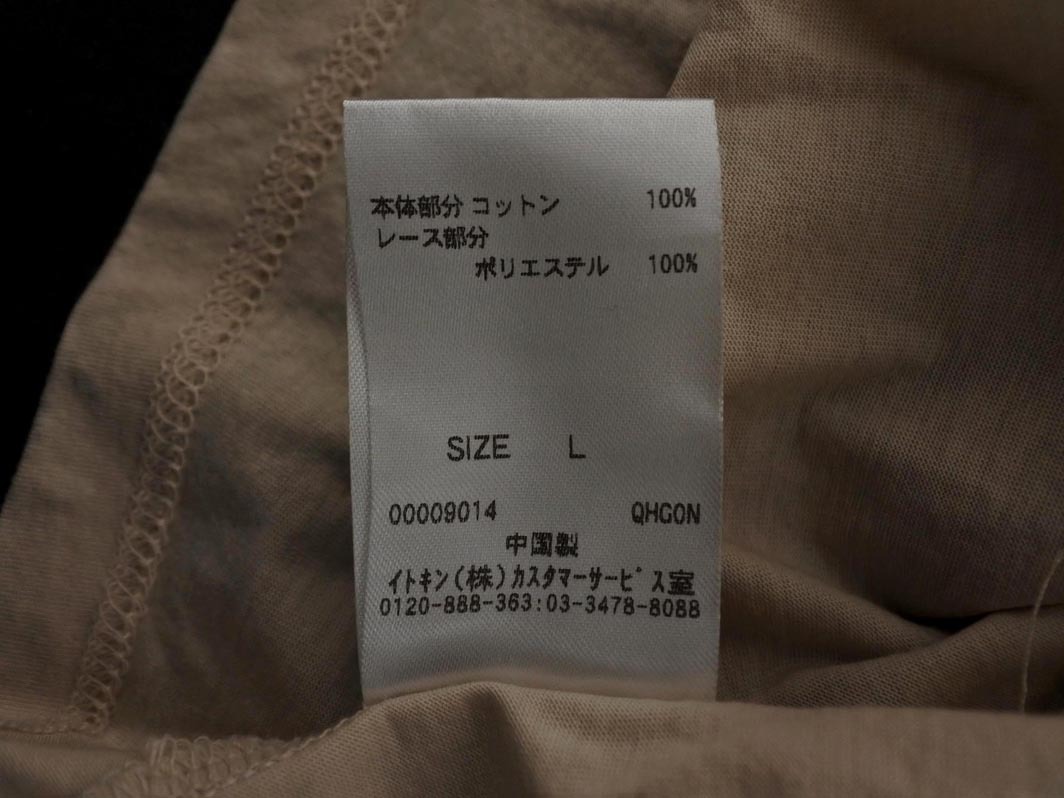 本体部分 コットン 100%
レース部分
ポリエステル 100%
SIZE L
00009014 QHG0N
中国製
イトキン(株)カスタマーサービス室
0120-888-363:03-3478-8088